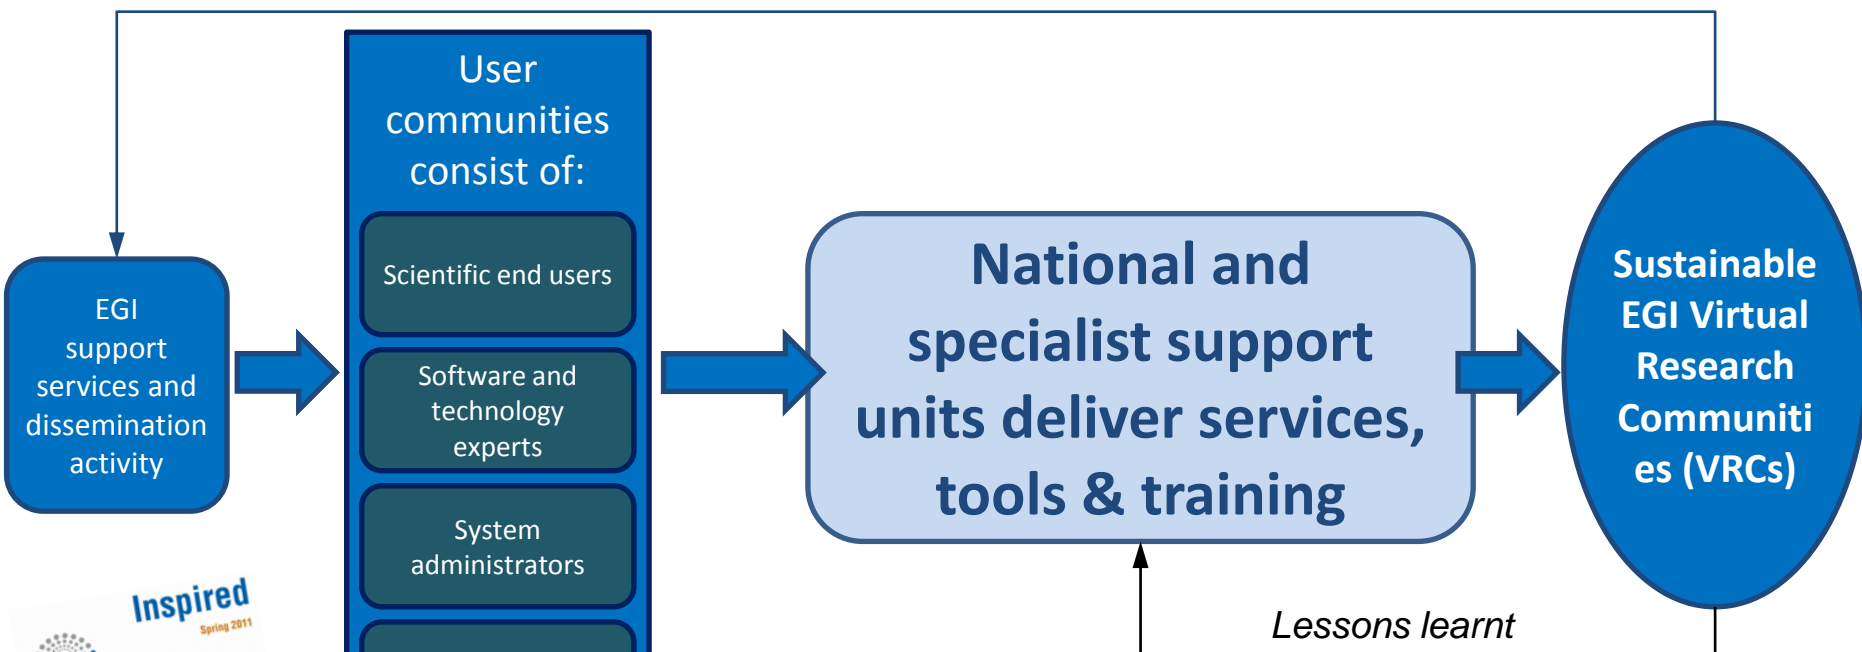 User
communities
consist of:
Scientific end users
Software and
technology
experts
System
administrators
EGI
support
services and
dissemination
activity
National and
specialist support
units deliver services,
tools & training
Sustainable
EGI Virtual
Research
Communiti
es (VRCs)
Lessons learnt
Inspired
Spring 2011